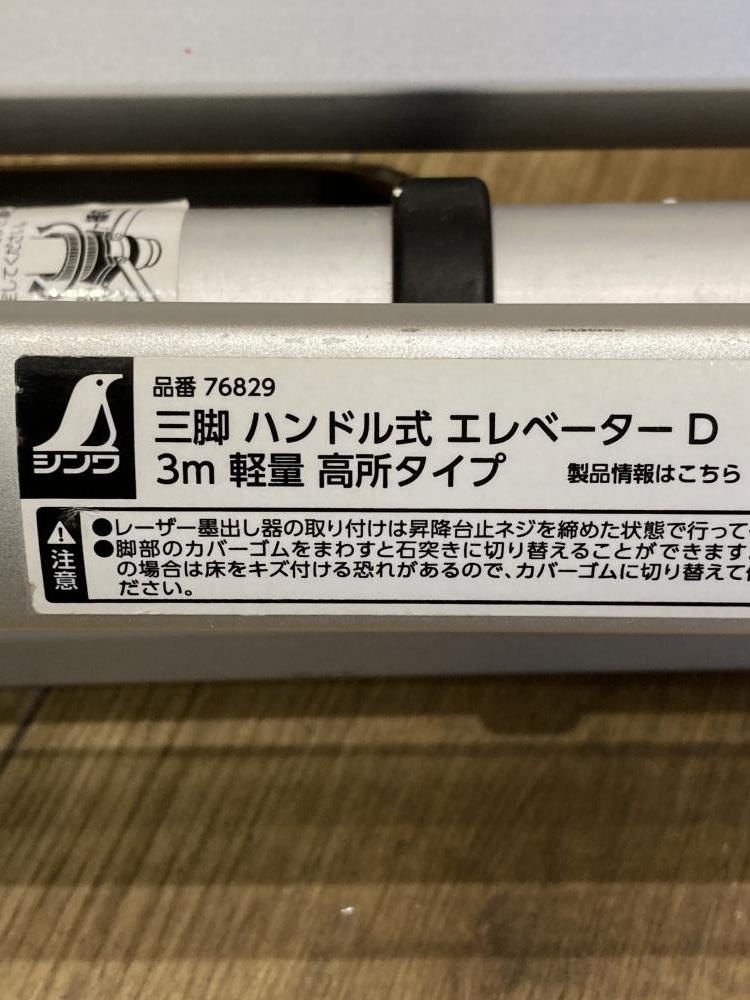 シンワ
品番 76829
三脚 ハンドル式 エレベーター D
3m 軽量 高所タイプ
製品情報はこちら
注意
●レーザー墨出し器の取り付けは昇降台止ネジを締めた状態で行って
●脚部のカバーゴムをまわすと石突きに切り替えることができます。
の場合は床をキズ付ける恐れがあるので、カバーゴムに切り替えて
ださい。